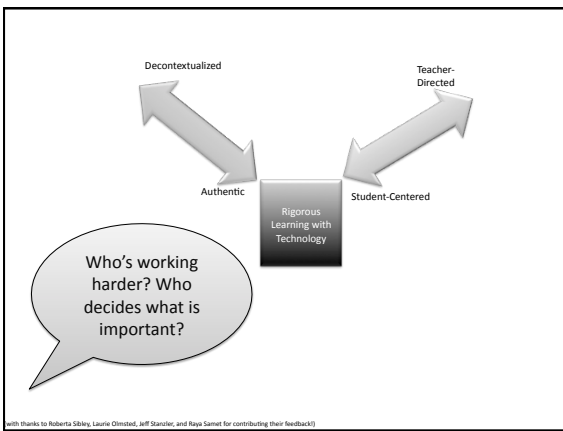 Decontextualized
Teacher-
Directed
Authentic
Student-Centered
Rigorous
Learning with
Technology
Who's working
harder? Who
decides what is
important?
(with thanks to Roberta Sibley, Laurie Olmsted, Jeff Stanzler, and Raya Samet for contributing their feedback!)